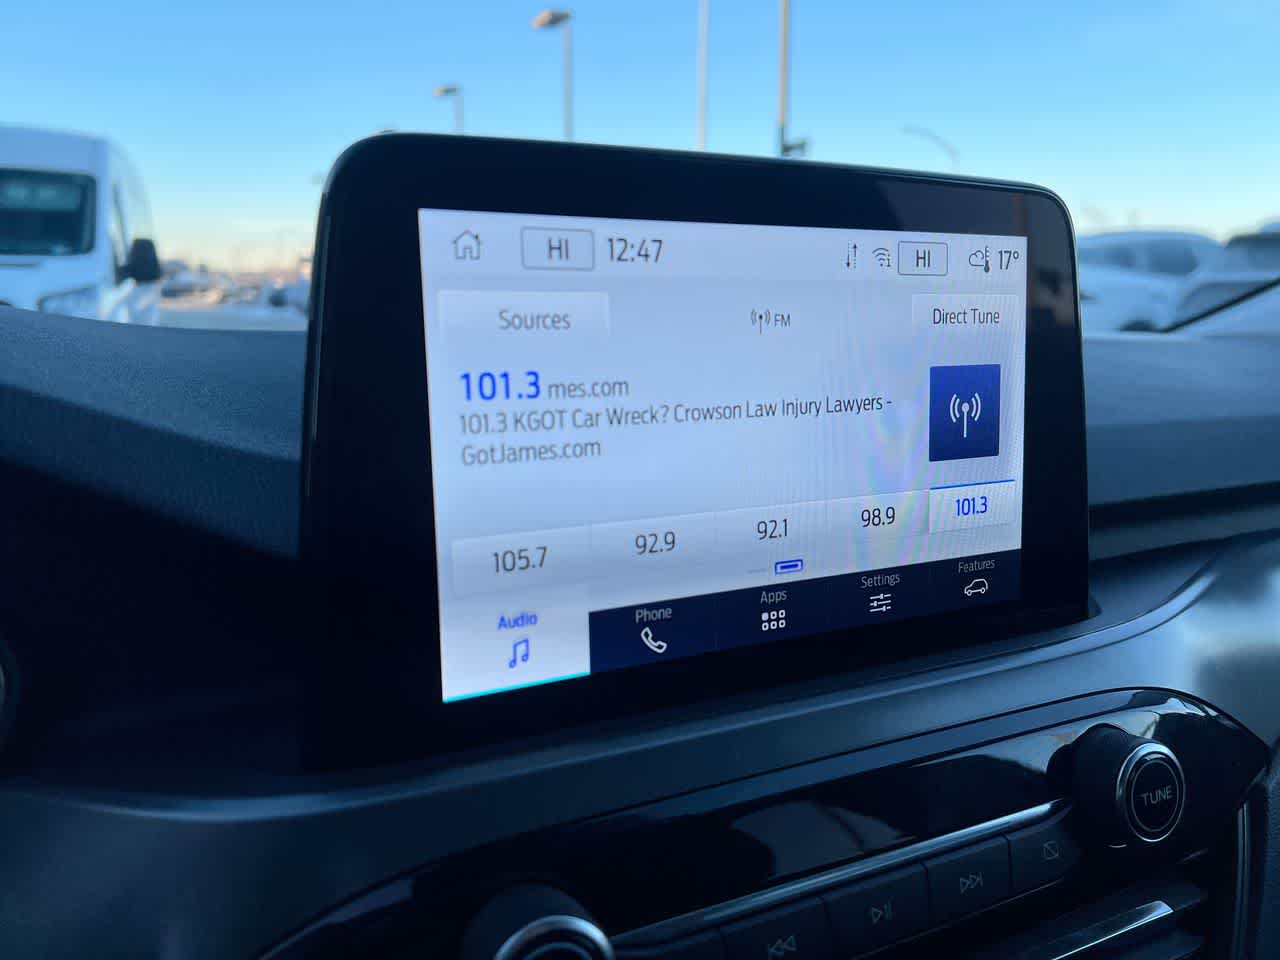 HI 12:47 HI 17°
Sources FM Direct Tune
101.3 mes.com
101.3 KGOT Car Wreck? Crowson Law Injury Lawyers -
GotJames.com
105.7 92.9 92.1 98.9 101.3
Audio Phone Apps Settings Features
TUNE